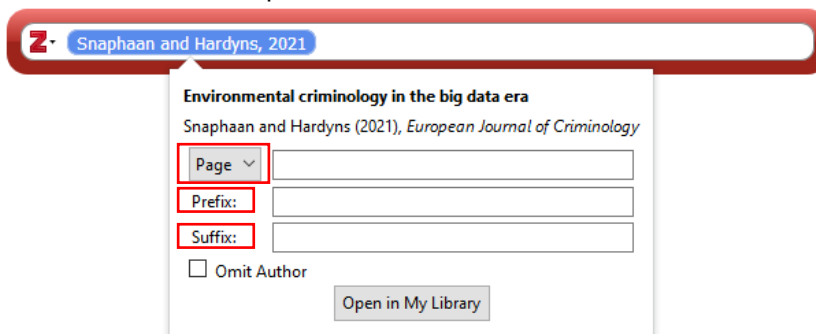 Z Snaphaan and Hardyns, 2021
Environmental criminology in the big data era
Snaphaan and Hardyns (2021), European Journal of Criminology
Page
Prefix:
Suffix:
Omit Author
Open in My Library